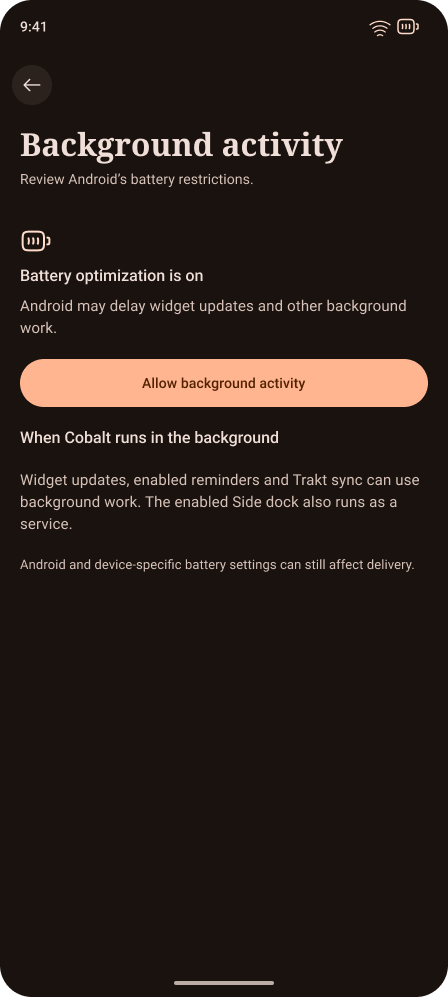 9:41
Background activity
Review Android’s battery restrictions.
Battery optimization is on
Android may delay widget updates and other background
work.
Allow background activity
When Cobalt runs in the background
Widget updates, enabled reminders and Trakt sync can use
background work. The enabled Side dock also runs as a
service.
Android and device-specific battery settings can still affect delivery.